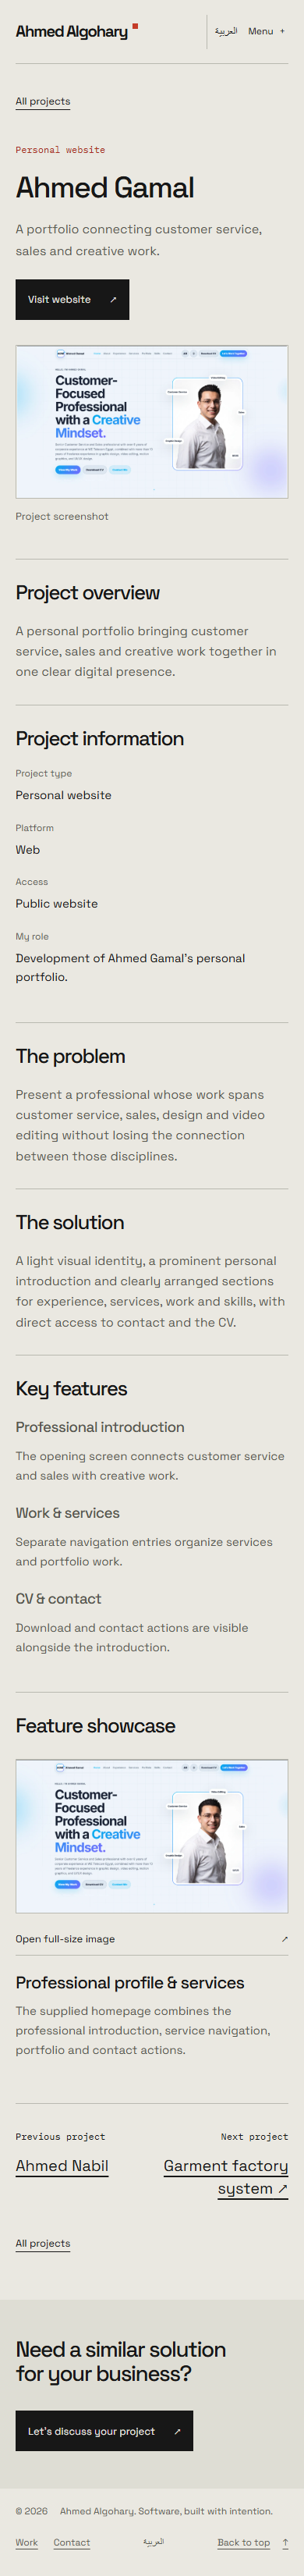 Ahmed Algohary
العربية Menu +
All projects
Personal website
Ahmed Gamal
A portfolio connecting customer service,
sales and creative work.
Visit website ↗
Customer-
Focused
Professional
with a Creative
Mindset.
Project screenshot
Project overview
A personal portfolio bringing customer
service, sales and creative work together in
one clear digital presence.
Project information
Project type
Personal website
Platform
Web
Access
Public website
My role
Development of Ahmed Gamal's personal
portfolio.
The problem
Present a professional whose work spans
customer service, sales, design and video
editing without losing the connection
between those disciplines.
The solution
A light visual identity, a prominent personal
introduction and clearly arranged sections
for experience, services, work and skills, with
direct access to contact and the CV.
Key features
Professional introduction
The opening screen connects customer service
and sales with creative work.
Work & services
Separate navigation entries organize services
and portfolio work.
CV & contact
Download and contact actions are visible
alongside the introduction.
Feature showcase
Customer-
Focused
Professional
with a Creative
Mindset.
Open full-size image ↗
Professional profile & services
The supplied homepage combines the
professional introduction, service navigation,
portfolio and contact actions.
Previous project Next project
Ahmed Nabil Garment factory
system ↗
All projects
Need a similar solution
for your business?
Let's discuss your project ↗
© 2026 Ahmed Algohary. Software, built with intention.
Work Contact العربية Back to top ↑